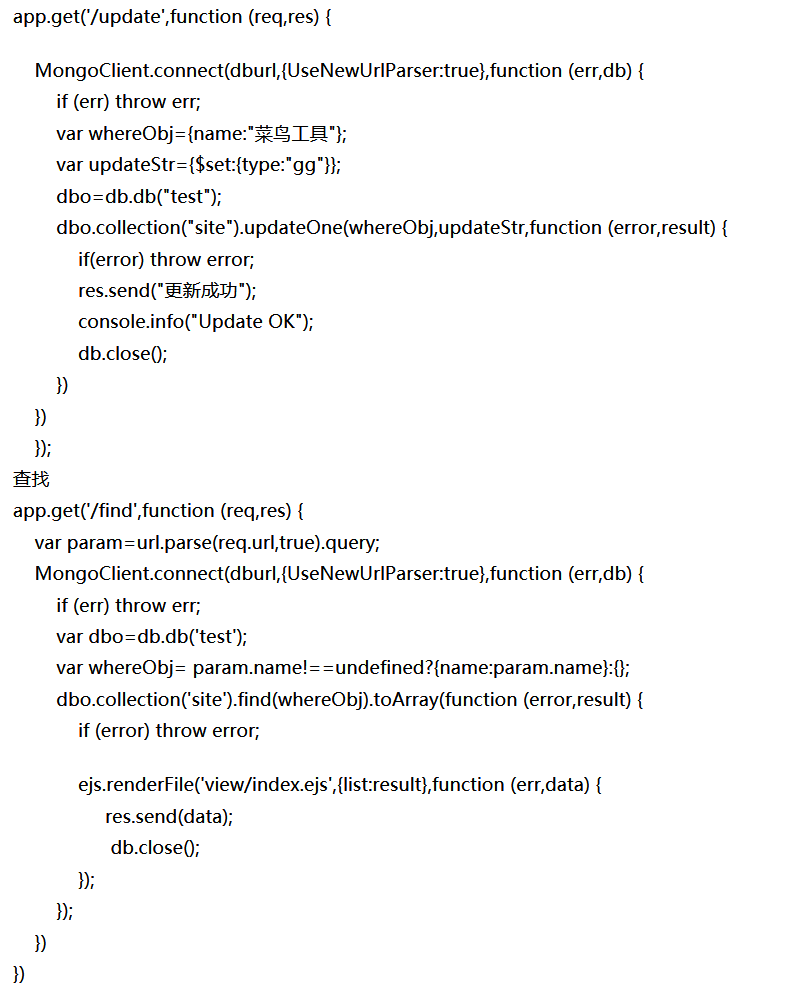 app.get('/update',function (req,res) {
MongoClient.connect(dburl,{UseNewUrlParser:true},function (err,db) {
if (err) throw err;
var whereObj={name:"菜鸟工具"};
var updateStr={$set:{type:"gg"}};
dbo=db.db("test");
dbo.collection("site").updateOne(whereObj,updateStr,function (error,result) {
if(error) throw error;
res.send("更新成功");
console.info("Update OK");
db.close();
})
})
});
查找
app.get('/find',function (req,res) {
var param=url.parse(req.url,true).query;
MongoClient.connect(dburl,{UseNewUrlParser:true},function (err,db) {
if (err) throw err;
var dbo=db.db('test');
var whereObj= param.name!==undefined?{name:param.name}:{};
dbo.collection('site').find(whereObj).toArray(function (error,result) {
if (error) throw error;
ejs.renderFile('view/index.ejs',{list:result},function (err,data) {
res.send(data);
db.close();
});
});
})
})